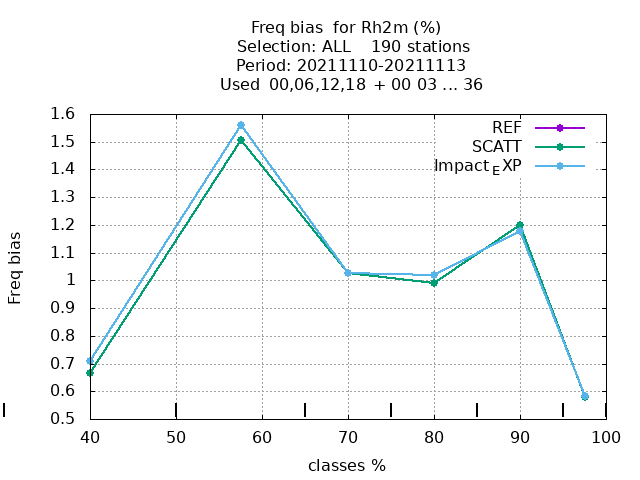 Freq bias  for Rh2m (%)
Selection: ALL    190 stations
Period: 20211110-20211113
Used  00,06,12,18  + 00 03 ... 36
REF
SCATT
Impact_EXP
Freq bias
1.6
1.5
1.4
1.3
1.2
1.1
1
0.9
0.8
0.7
0.6
0.5
40 50 60 70 80 90 100
classes %